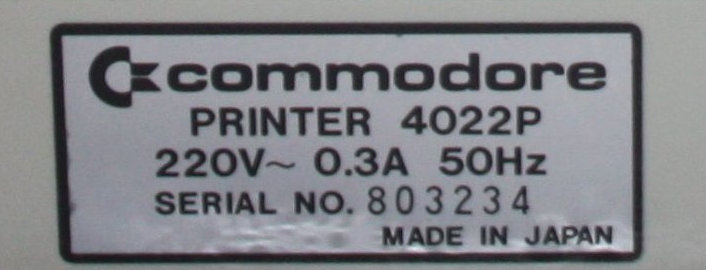 commodore
PRINTER 4022P
220V~ 0.3A 50Hz
SERIAL NO. 803234
MADE IN JAPAN